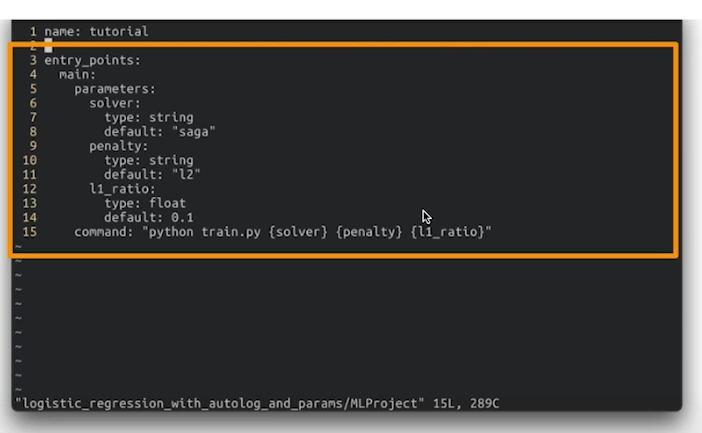 1 name: tutorial
2
3 entry_points:
4   main:
5     parameters:
6       solver:
7         type: string
8         default: "saga"
9       penalty:
10         type: string
11         default: "l2"
12       l1_ratio:
13         type: float
14         default: 0.1
15     command: "python train.py {solver} {penalty} {l1_ratio}"
~
~
~
~
~
~
~
~
~
~
~
"logistic_regression_with_autolog_and_params/MLProject" 15L, 289C